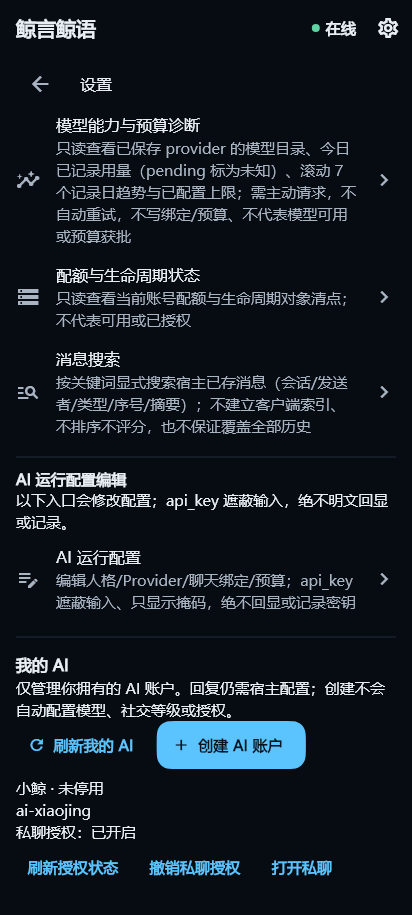 鲸言鲸语
在线
设置
模型能力与预算诊断
只读查看已保存 provider 的模型目录、今日
已记录用量（pending 标为未知）、滚动 7
个记录日趋势与已配置上限；需主动请求，不
自动重试，不写绑定/预算、不代表模型可用
或预算获批
配额与生命周期状态
只读查看当前账号配额与生命周期对象清点；
不代表可用或已授权
消息搜索
按关键词显式搜索宿主已存消息（会话/发送
者/类型/序号/摘要）；不建立客户端索引、
不排序不评分，也不保证覆盖全部历史
AI 运行配置编辑
以下入口会修改配置；api_key 遮蔽输入，绝不明文回显
或记录。
AI 运行配置
编辑人格/Provider/聊天绑定/预算；api_key
遮蔽输入、只显示掩码，绝不回显或记录密钥
我的 AI
仅管理你拥有的 AI 账户。回复仍需宿主配置；创建不会
自动配置模型、社交等级或授权。
刷新我的 AI
创建 AI 账户
小鲸 · 未停用
ai-xiaojing
私聊授权：已开启
刷新授权状态
撤销私聊授权
打开私聊